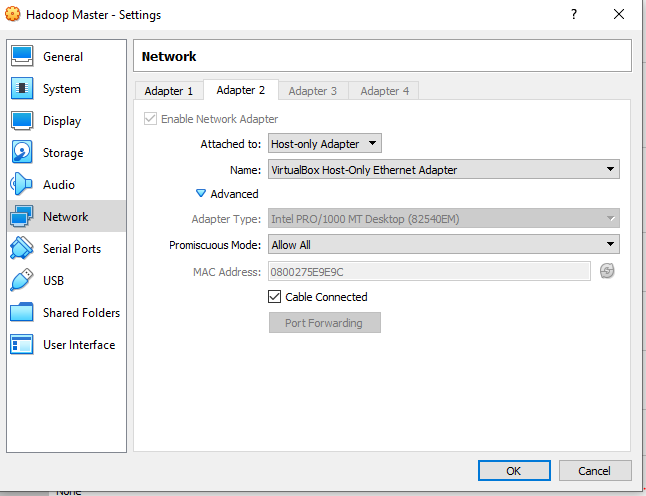 Hadoop Master - Settings
?
General
System
Display
Storage
Audio
Network
Serial Ports
USB
Shared Folders
User Interface
Network
Adapter 1 Adapter 2 Adapter 3 Adapter 4
Enable Network Adapter
Attached to: Host-only Adapter
Name: VirtualBox Host-Only Ethernet Adapter
Advanced
Adapter Type: Intel PRO/1000 MT Desktop (82540EM)
Promiscuous Mode: Allow All
MAC Address: 0800275E9E9C
Cable Connected
Port Forwarding
OK Cancel
None